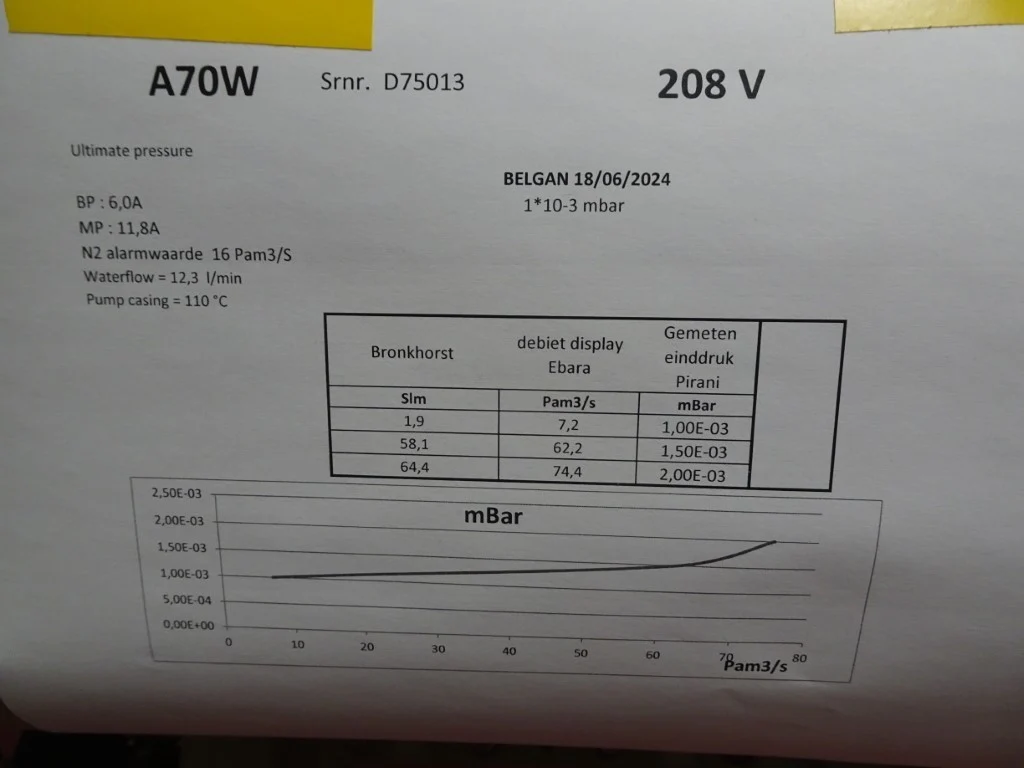 A70W Srnr. D75013 208 V
Ultimate pressure
BELGAN 18/06/2024
1*10-3 mbar
BP : 6,0A
MP : 11,8A
N2 alarmwaarde 16 Pam3/S
Waterflow = 12,3 l/min
Pump casing = 110 °C
Bronkhorst debiet display Ebara Gemeten einddruk Pirani
Slm Pam3/s mBar
1,9 7,2 1,00E-03
58,1 62,2 1,50E-03
64,4 74,4 2,00E-03
mBar
2,50E-03
2,00E-03
1,50E-03
1,00E-03
5,00E-04
0,00E+00
0 10 20 30 40 50 60 70 80
Pam3/s